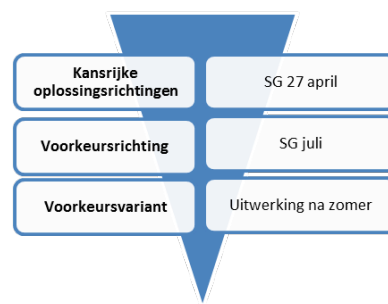 Kansrijke
oplossingsrichtingen
SG 27 april
Voorkeursrichting
SG juli
Voorkeursvariant
Uitwerking na zomer